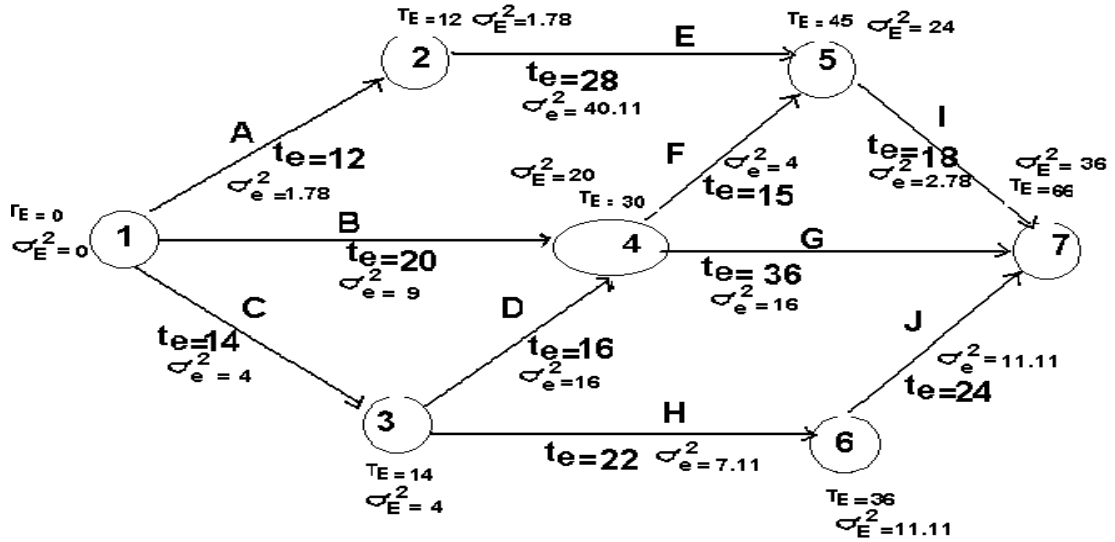 TE = 12 σE² = 1.78
TE = 45 σE² = 24
2
E
5
te=28
σe² = 40.11
A
te=12
σe² = 1.78
F
σe² = 4
te=15
I
te=18
σe² = 2.78
σE² = 36
TE = 66
σE² = 20
TE = 30
TE = 0
σE² = 0
1
B
te=20
σe² = 9
4
G
te= 36
σe² = 16
7
C
te=14
σe² = 4
D
te=16
σe² = 16
J
σe² = 11.11
te=24
3
H
te=22 σe² = 7.11
6
TE = 14
σE² = 4
TE = 36
σE² = 11.11